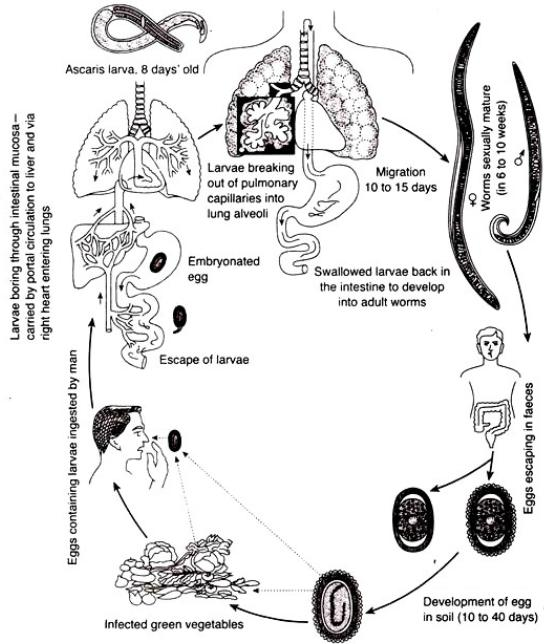 Ascaris larva, 8 days' old
Larvae boring through intestinal mucosa–
carried by portal circulation to liver and via
right heart entering lungs
Larvae breaking
out of pulmonary
capillaries into
lung alveoli
Migration
10 to 15 days
♀ Worms sexually mature ♂
(in 6 to 10 weeks)
Embryonated
egg
Swallowed larvae back in
the intestine to develop
into adult worms
Escape of larvae
Eggs containing larvae ingested by man
Eggs escaping in faeces
Infected green vegetables
Development of egg
in soil (10 to 40 days)